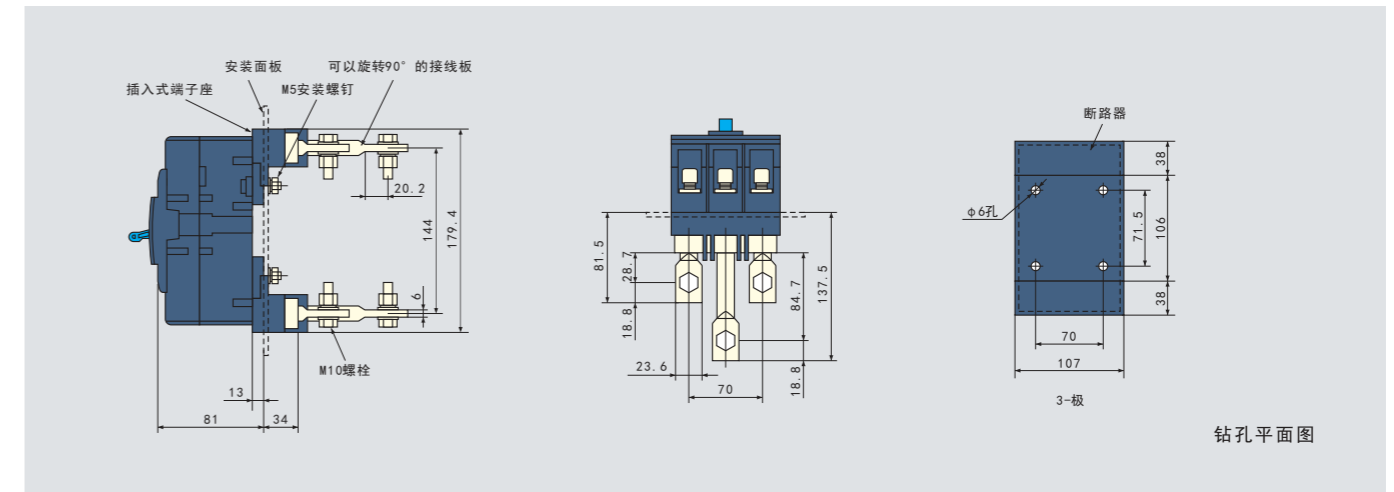 安装面板
可以旋转90°的接线板
插入式端子座
M5安装螺钉
20.2
144
179.4
6
M10螺栓
13
81
34
81.5
28.7
18.8
23.6
70
84.7
137.5
18.8
断路器
φ6孔
38
71.5
106
38
70
107
3-极
钻孔平面图